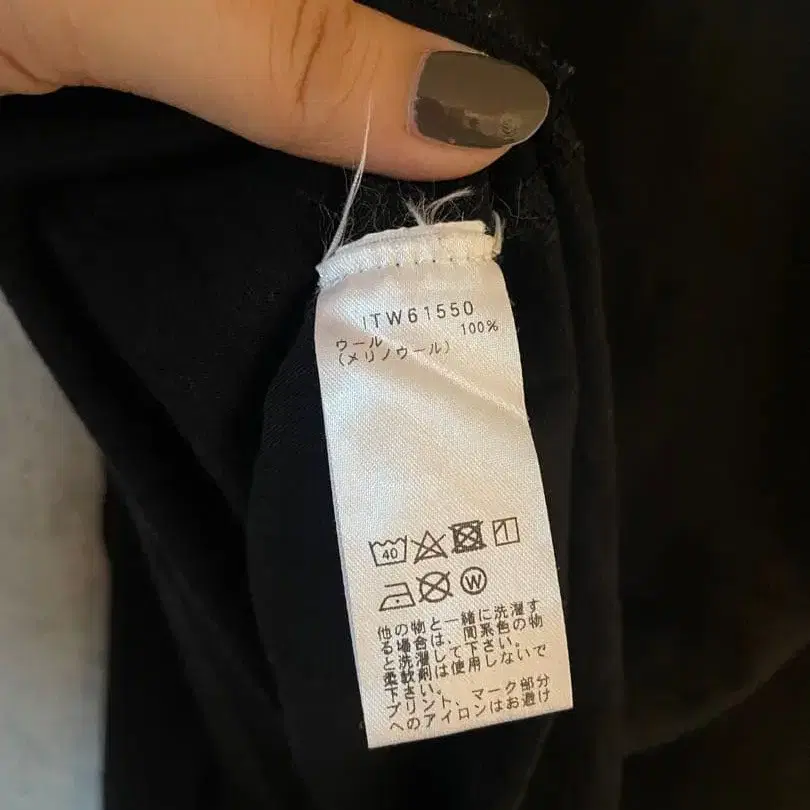 ITW61550
ウール 100%
(メリノウール)
40
W
他の物と一緒に洗濯す
る場合は、同系色の物
と洗濯して下さい。
柔軟剤は使用しないで
下さい。
プリント、マーク部分
へのアイロンはお避け